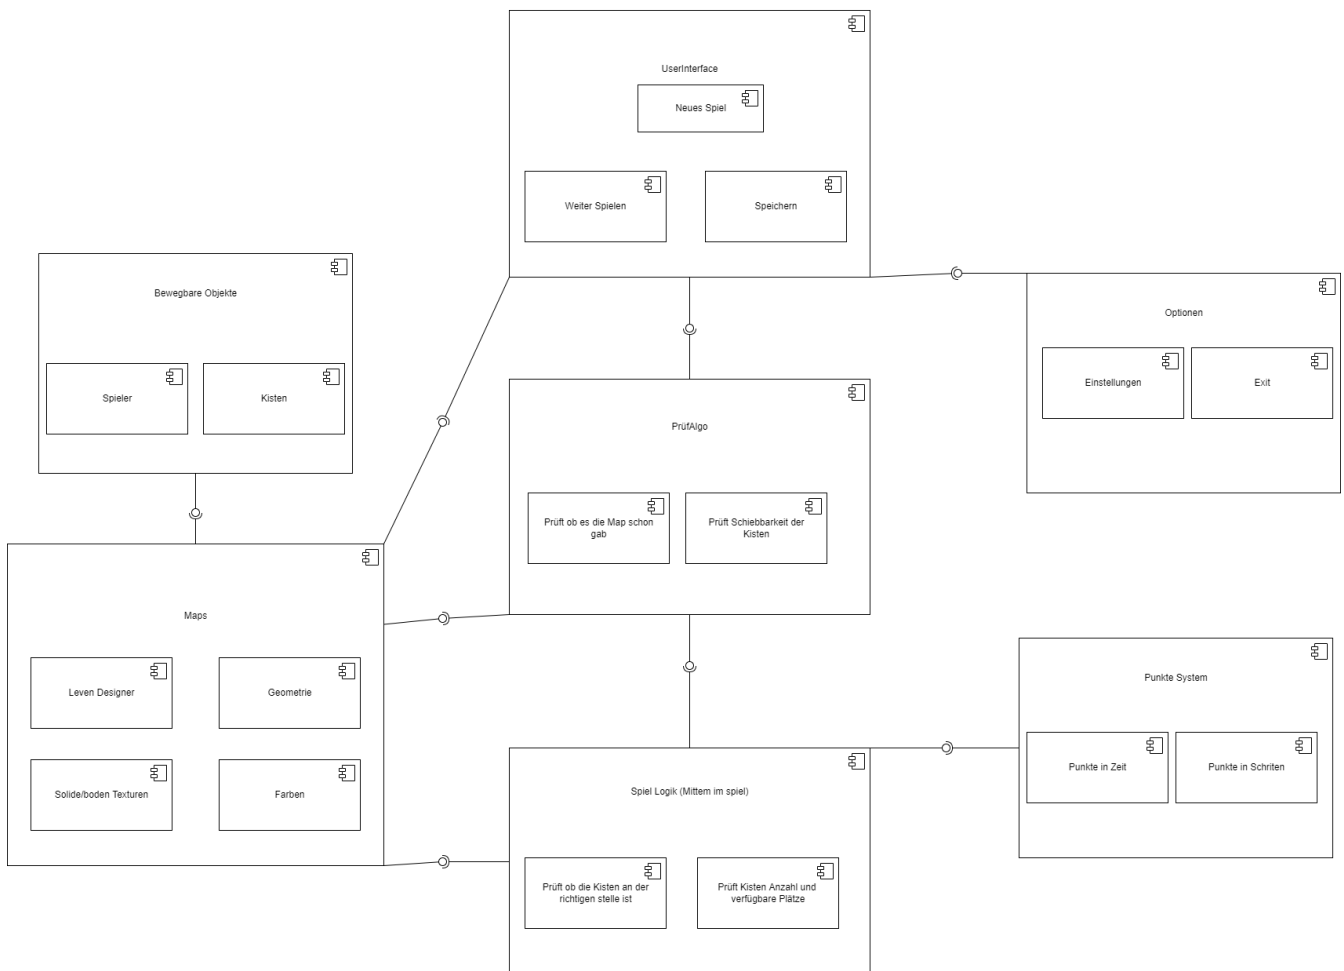 UserInterface
Neues Spiel
Weiter Spielen
Speichern
Bewegbare Objekte
Spieler
Kisten
Optionen
Einstellungen
Exit
PrüfAlgo
Prüft ob es die Map schon
gab
Prüft Schiebbarkeit der
Kisten
Maps
Leven Designer
Geometrie
Solide/boden Texturen
Farben
Punkte System
Punkte in Zeit
Punkte in Schriten
Spiel Logik (Mittem im spiel)
Prüft ob die Kisten an der
richtigen stelle ist
Prüft Kisten Anzahl und
verfügbare Plätze